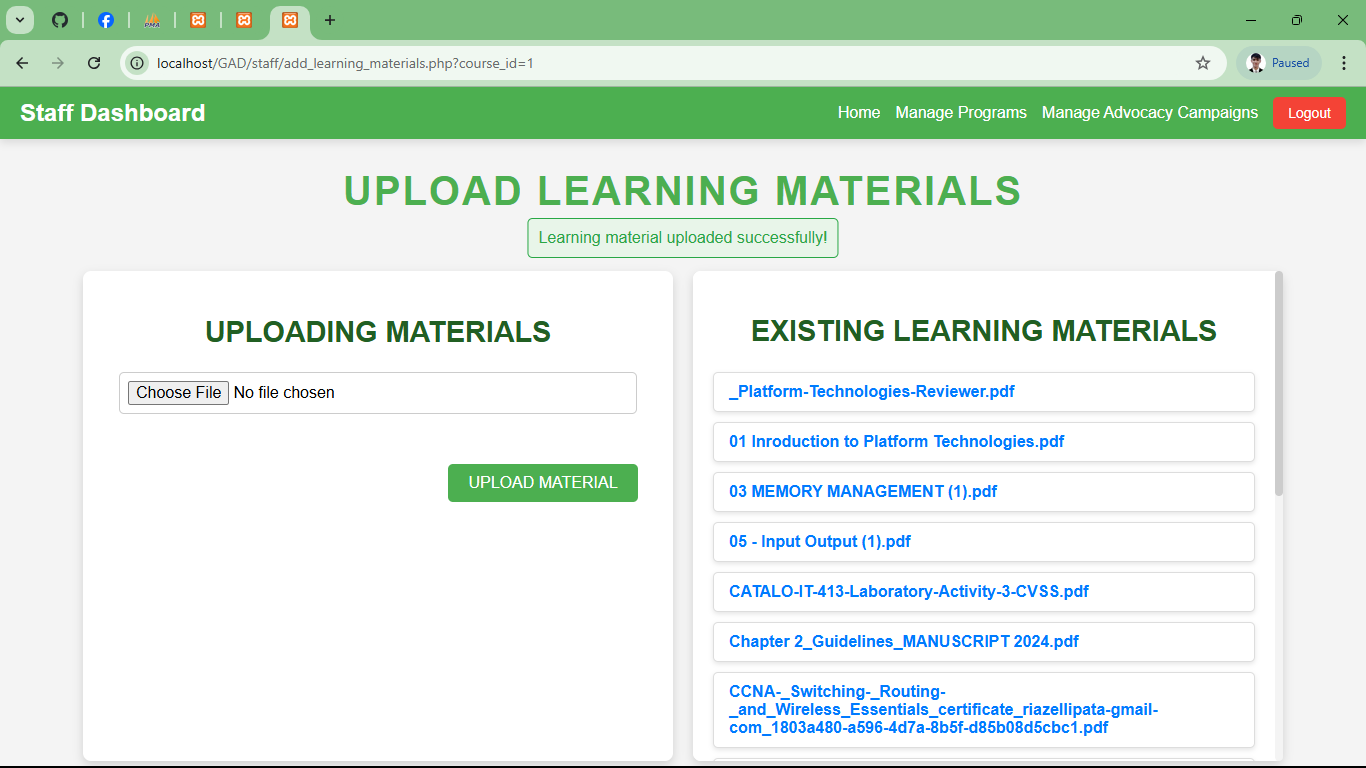 PMA
localhost/GAD/staff/add_learning_materials.php?course_id=1
Paused
Staff Dashboard
Home
Manage Programs
Manage Advocacy Campaigns
Logout
UPLOAD LEARNING MATERIALS
Learning material uploaded successfully!
UPLOADING MATERIALS
Choose File No file chosen
UPLOAD MATERIAL
EXISTING LEARNING MATERIALS
_Platform-Technologies-Reviewer.pdf
01 Inroduction to Platform Technologies.pdf
03 MEMORY MANAGEMENT (1).pdf
05 - Input Output (1).pdf
CATALO-IT-413-Laboratory-Activity-3-CVSS.pdf
Chapter 2_Guidelines_MANUSCRIPT 2024.pdf
CCNA-_Switching-_Routing-
_and_Wireless_Essentials_certificate_riazellipata-gmail-
com_1803a480-a596-4d7a-8b5f-d85b08d5cbc1.pdf